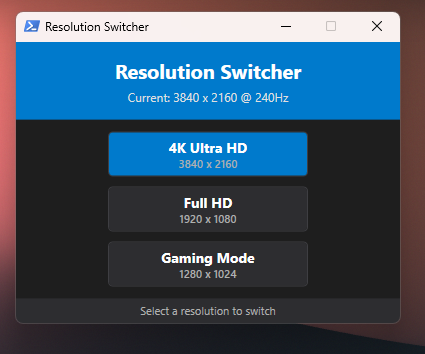 Resolution Switcher
Resolution Switcher
Current: 3840 x 2160 @ 240Hz
4K Ultra HD
3840 x 2160
Full HD
1920 x 1080
Gaming Mode
1280 x 1024
Select a resolution to switch